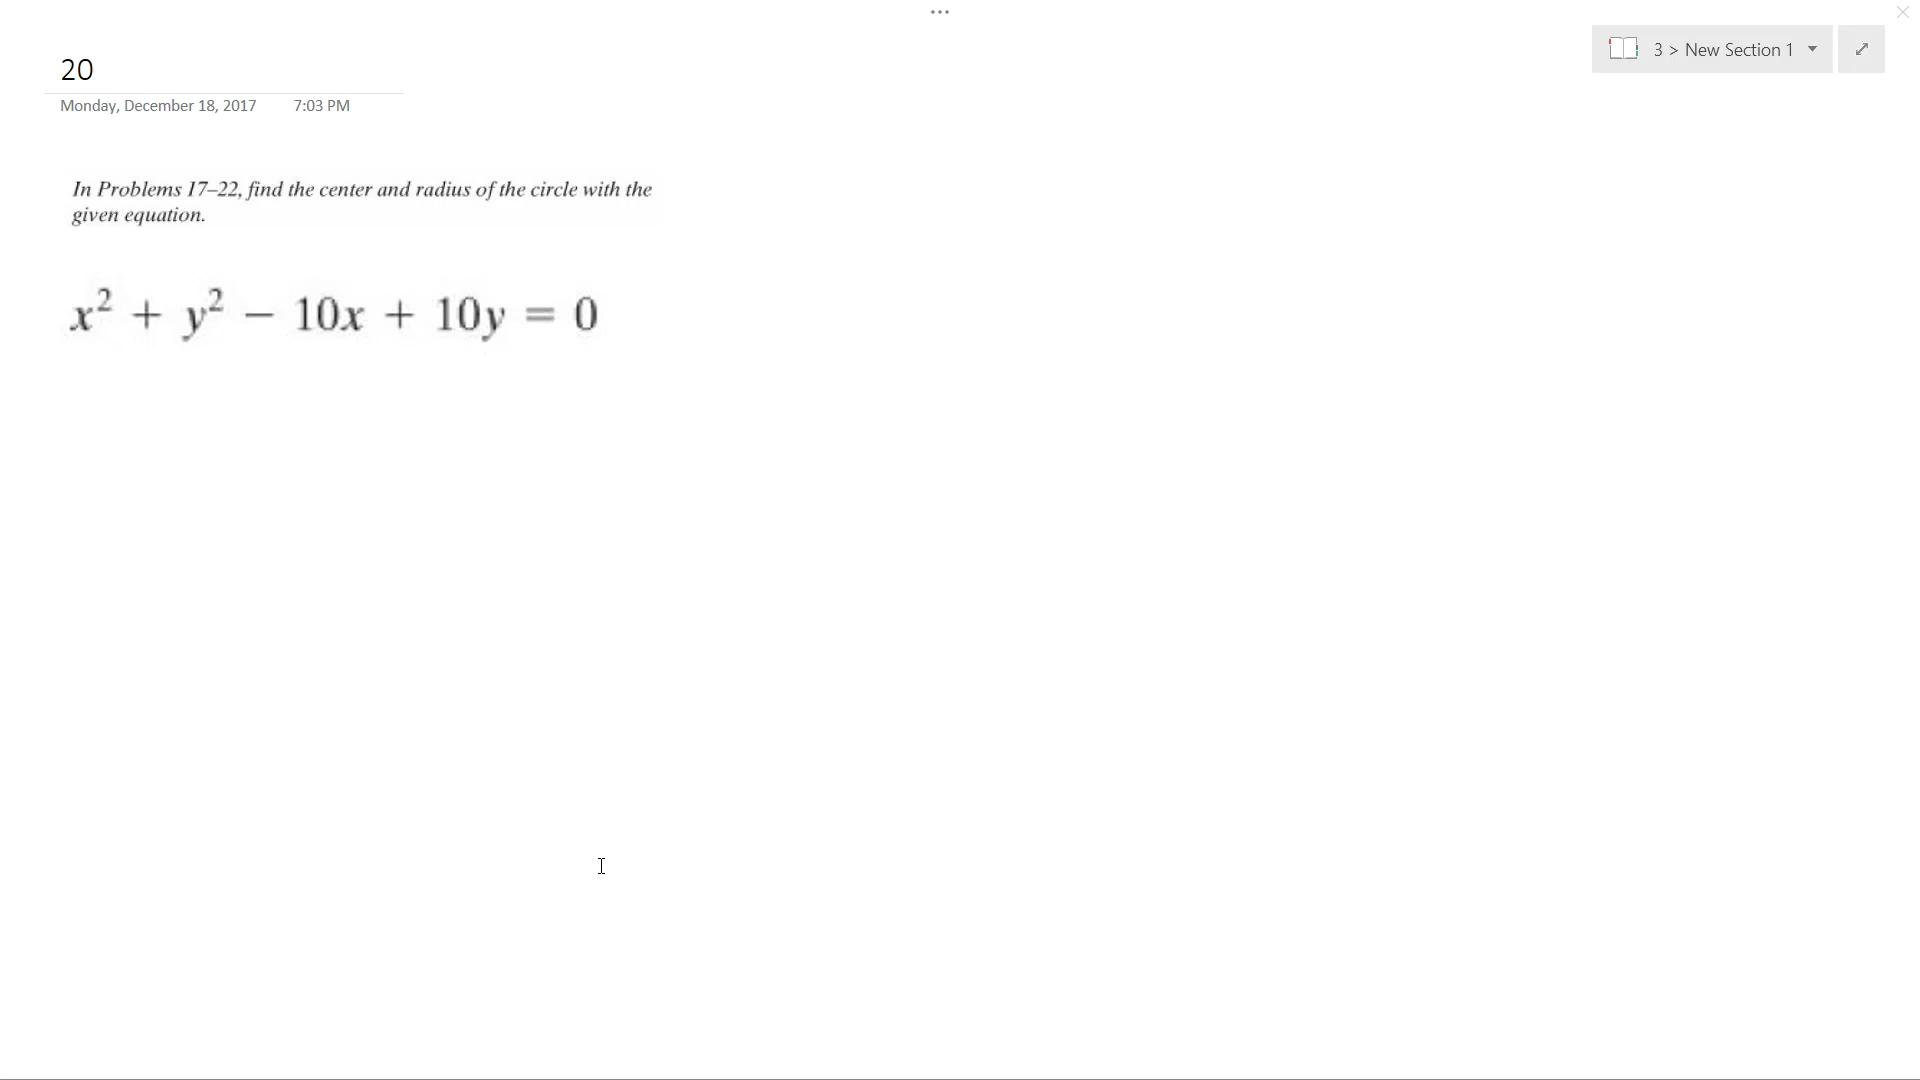 ...
3 > New Section 1
20
Monday, December 18, 2017 7:03 PM
In Problems 17–22, find the center and radius of the circle with the
given equation.
x² + y² − 10x + 10y = 0